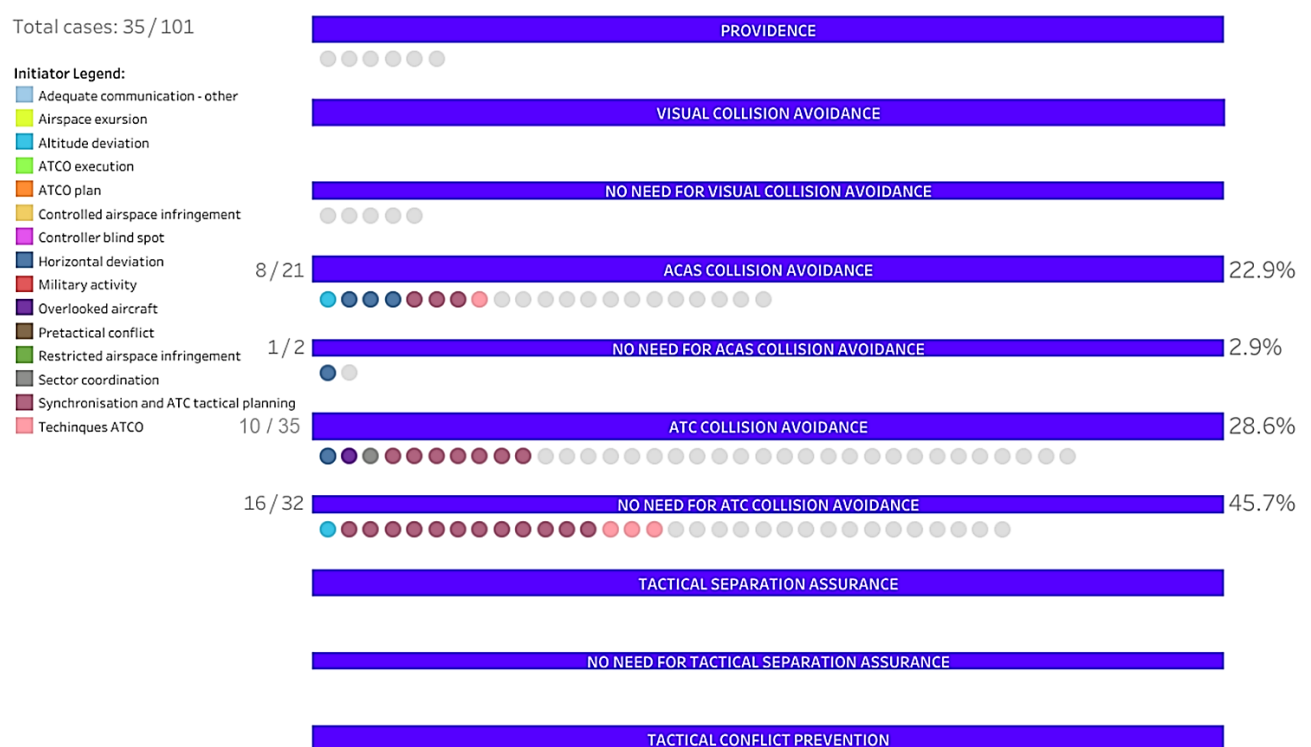 Total cases: 35 / 101
PROVIDENCE
Initiator Legend:
Adequate communication - other
Airspace exursion
Altitude deviation
ATCO execution
ATCO plan
Controlled airspace infringement
Controller blind spot
Horizontal deviation
Military activity
Overlooked aircraft
Pretactical conflict
Restricted airspace infringement
Sector coordination
Synchronisation and ATC tactical planning
Techinques ATCO
VISUAL COLLISION AVOIDANCE
NO NEED FOR VISUAL COLLISION AVOIDANCE
8 / 21 ACAS COLLISION AVOIDANCE 22.9%
1 / 2 NO NEED FOR ACAS COLLISION AVOIDANCE 2.9%
10 / 35 ATC COLLISION AVOIDANCE 28.6%
16 / 32 NO NEED FOR ATC COLLISION AVOIDANCE 45.7%
TACTICAL SEPARATION ASSURANCE
NO NEED FOR TACTICAL SEPARATION ASSURANCE
TACTICAL CONFLICT PREVENTION